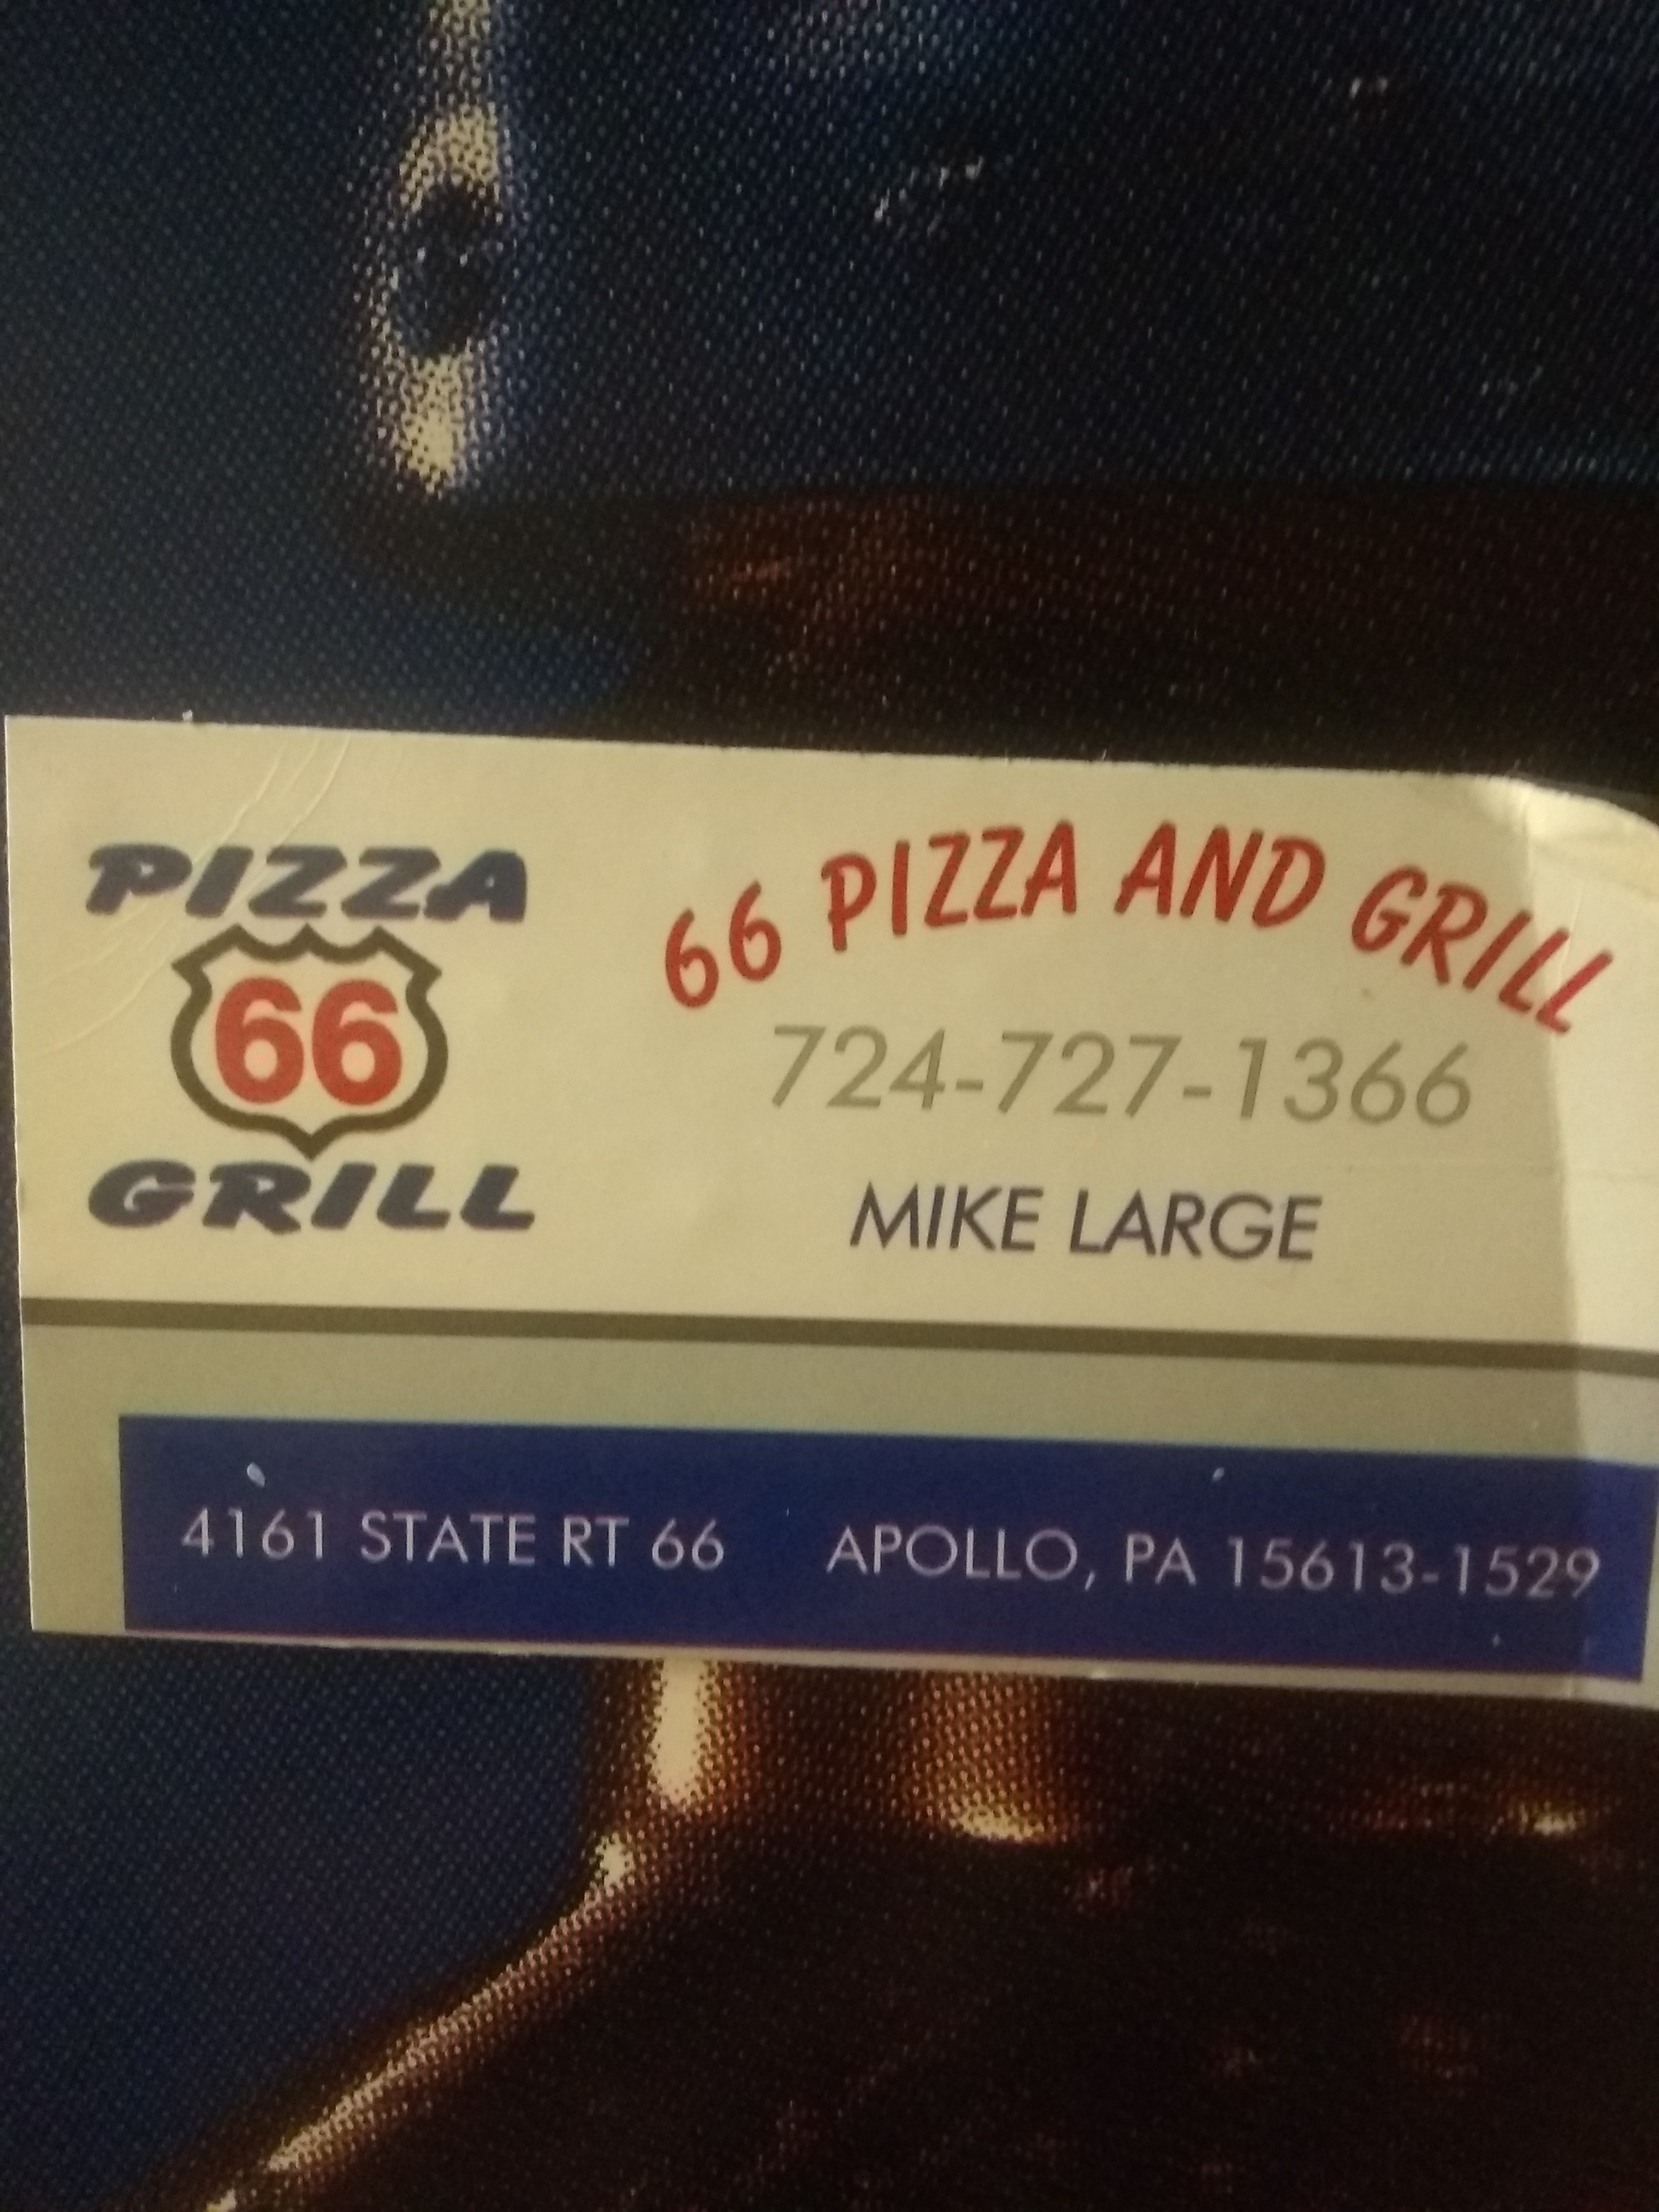 PIZZA
66
GRILL
66 PIZZA AND GRILL
724-727-1366
MIKE LARGE
4161 STATE RT 66 APOLLO, PA 15613-1529